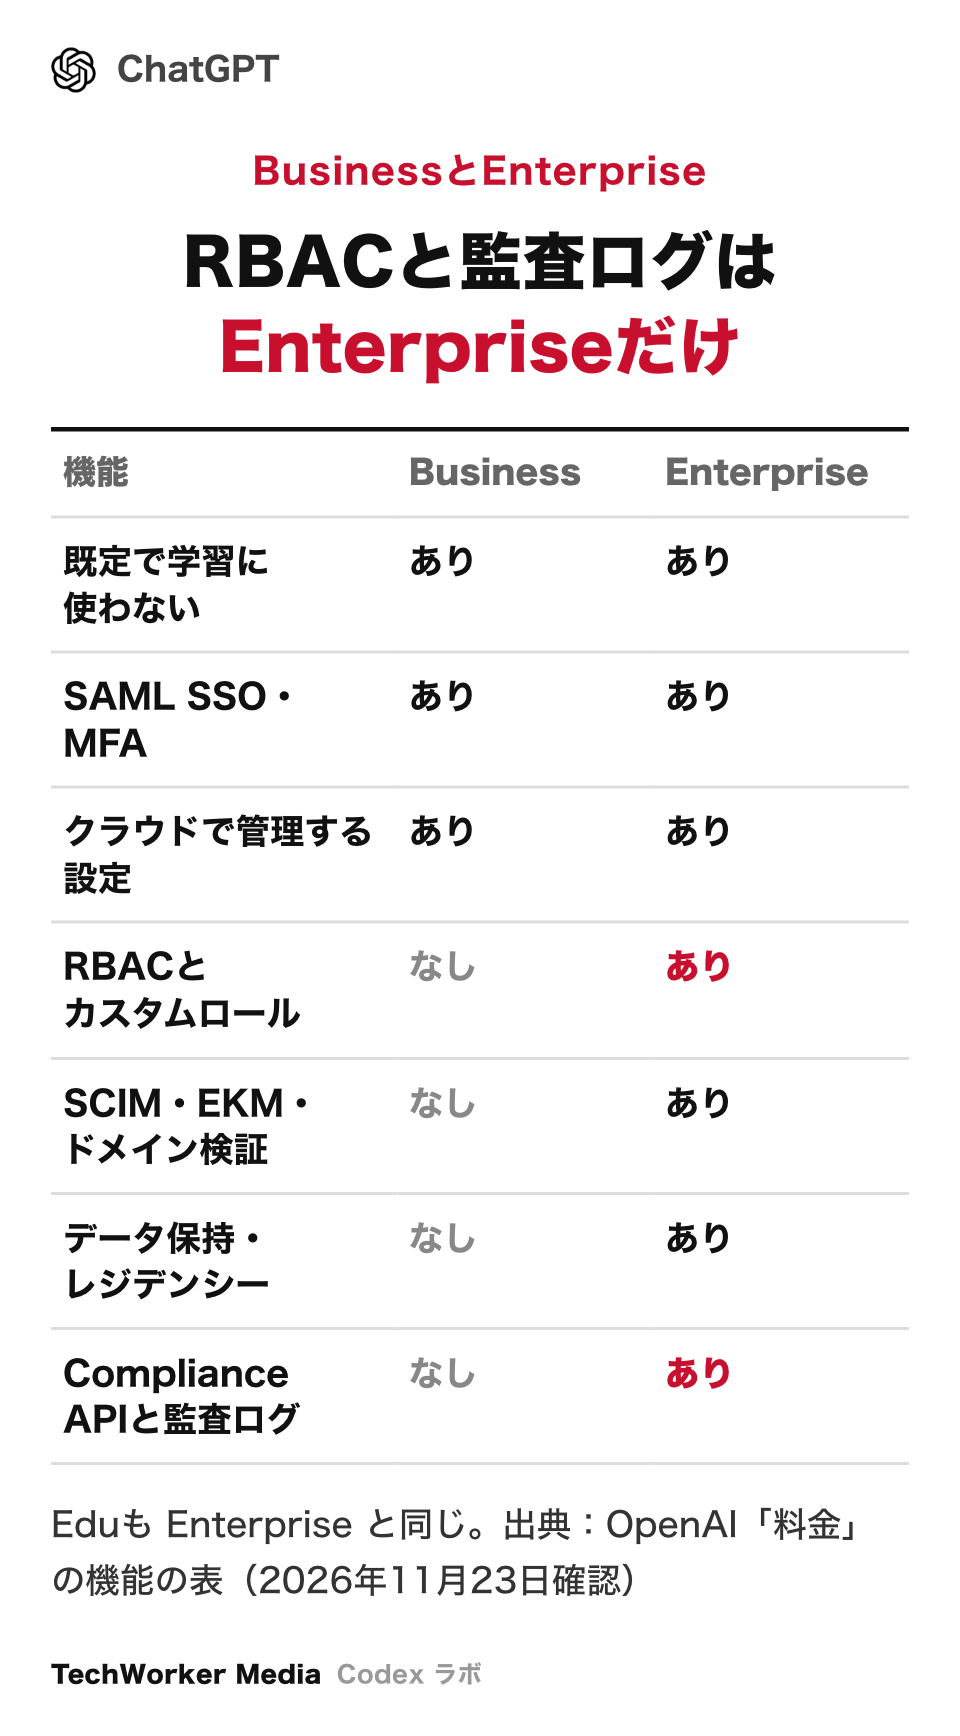 ChatGPT
BusinessとEnterprise
RBACと監査ログは
Enterpriseだけ
機能 Business Enterprise
既定で学習に あり あり
使わない
SAML SSO・ あり あり
MFA
クラウドで管理する あり あり
設定
RBACと なし あり
カスタムロール
SCIM・EKM・ なし あり
ドメイン検証
データ保持・ なし あり
レジデンシー
Compliance なし あり
APIと監査ログ
Eduも Enterprise と同じ。出典：OpenAI「料金」
の機能の表（2026年11月23日確認）
TechWorker Media Codex ラボ